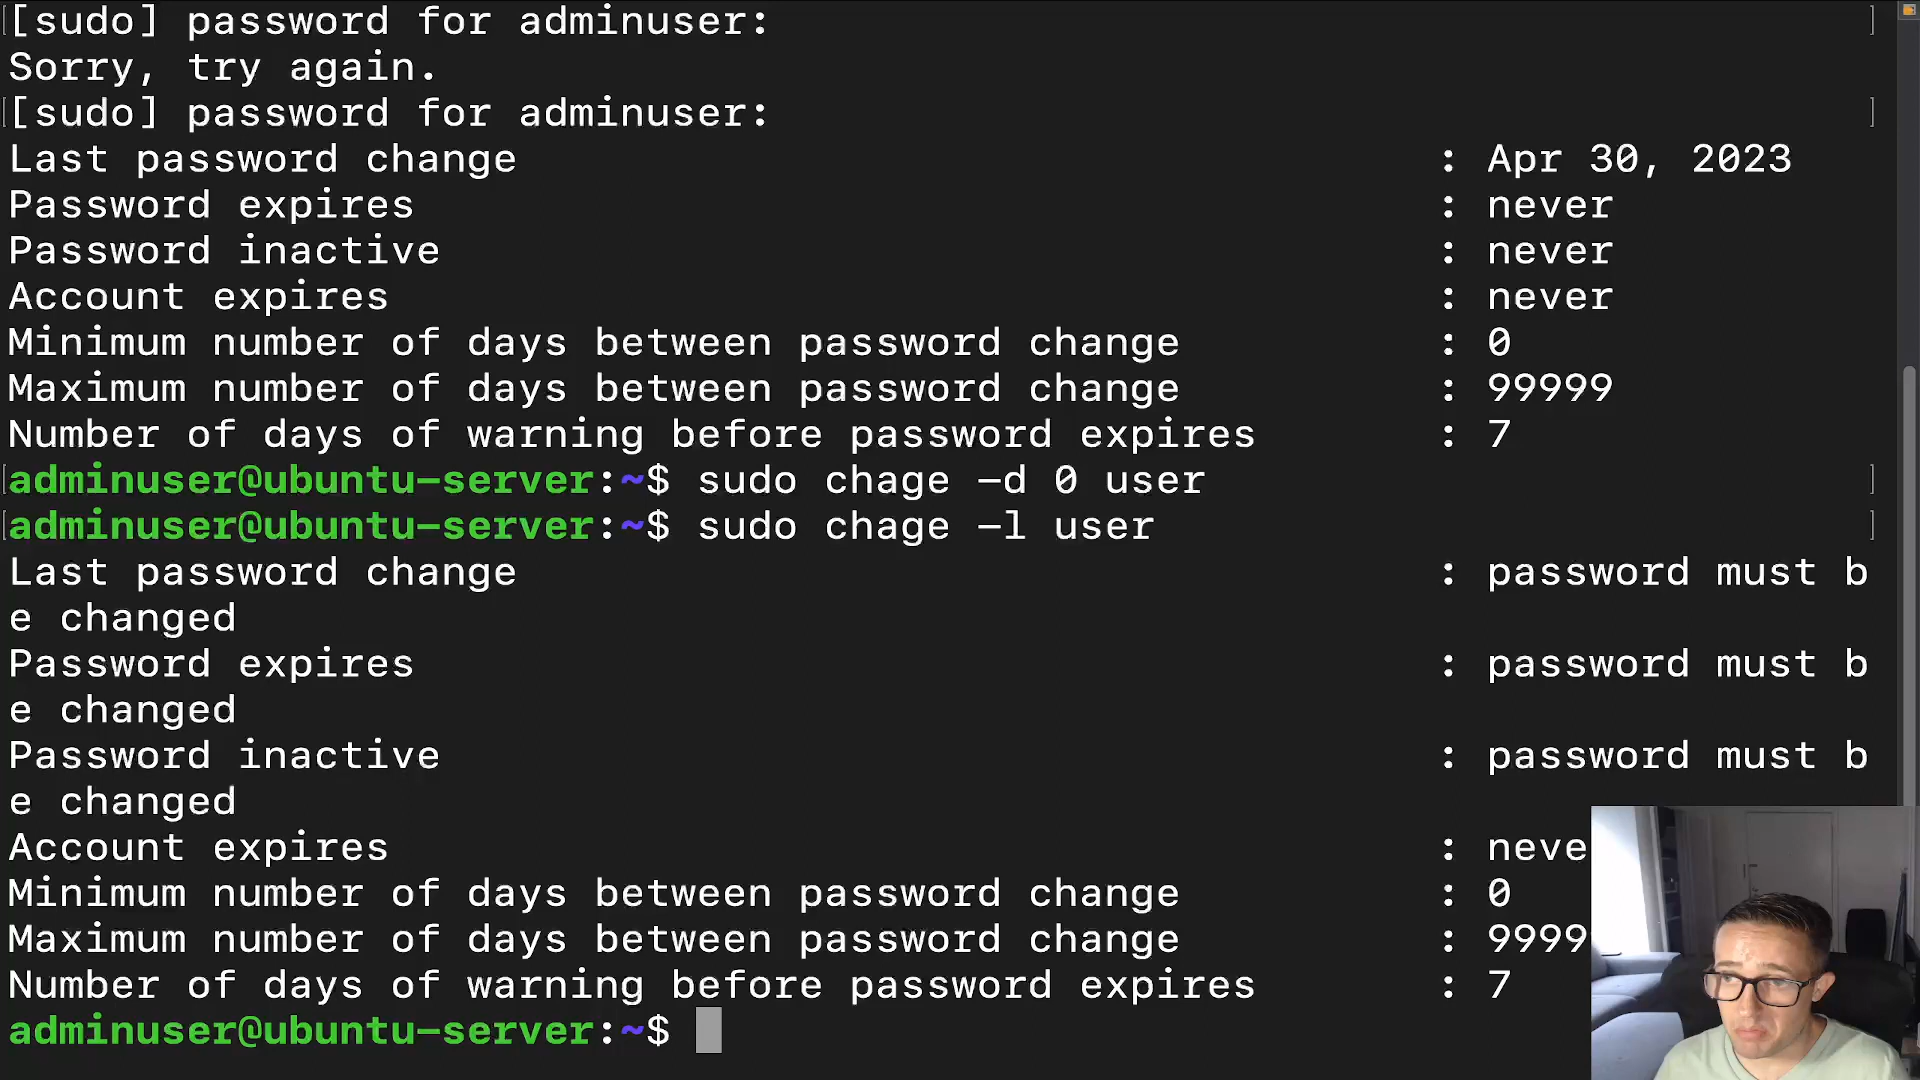 [sudo] password for adminuser:
Sorry, try again.
[sudo] password for adminuser:
Last password change : Apr 30, 2023
Password expires : never
Password inactive : never
Account expires : never
Minimum number of days between password change : 0
Maximum number of days between password change : 99999
Number of days of warning before password expires : 7
adminuser@ubuntu-server:~$ sudo chage -d 0 user
adminuser@ubuntu-server:~$ sudo chage -l user
Last password change : password must b
e changed
Password expires : password must b
e changed
Password inactive : password must b
e changed
Account expires : neve
Minimum number of days between password change : 0
Maximum number of days between password change : 9999
Number of days of warning before password expires : 7
adminuser@ubuntu-server:~$